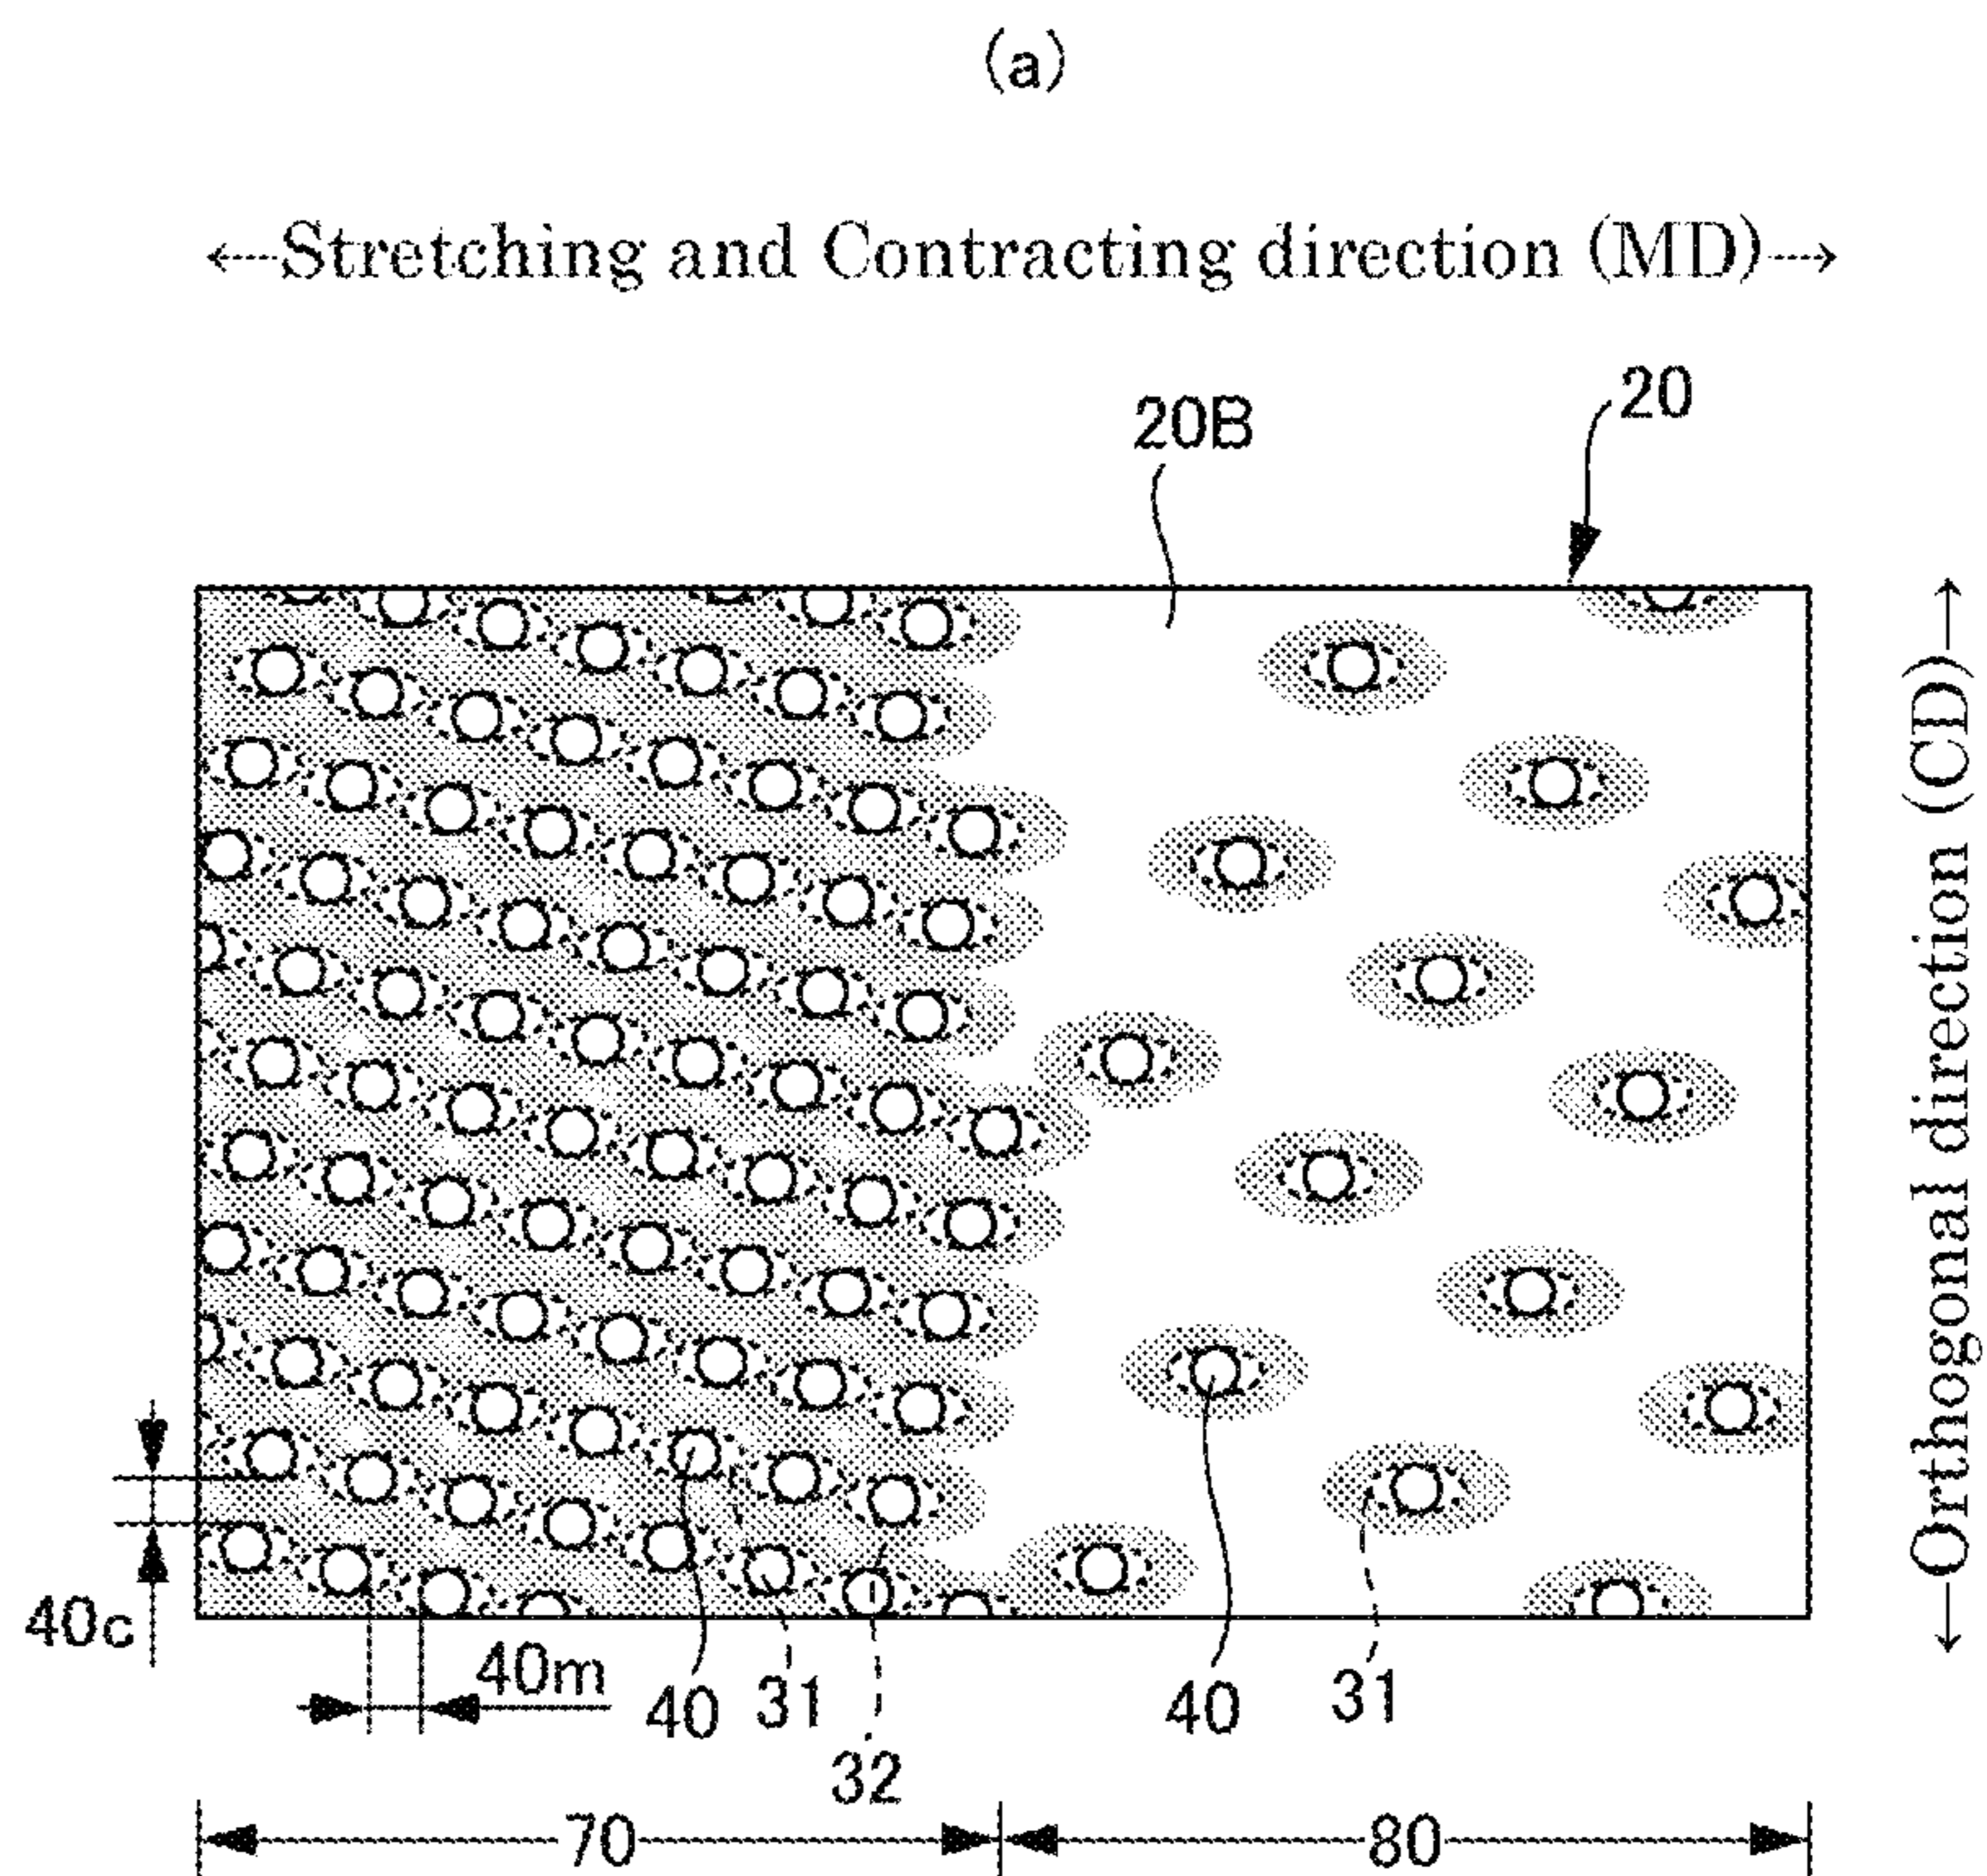 (a)
←Stretching and Contracting direction (MD)→
20
20B
←Orthogonal direction (CD)→
40c
40m
40
31
32
40
31
70
80